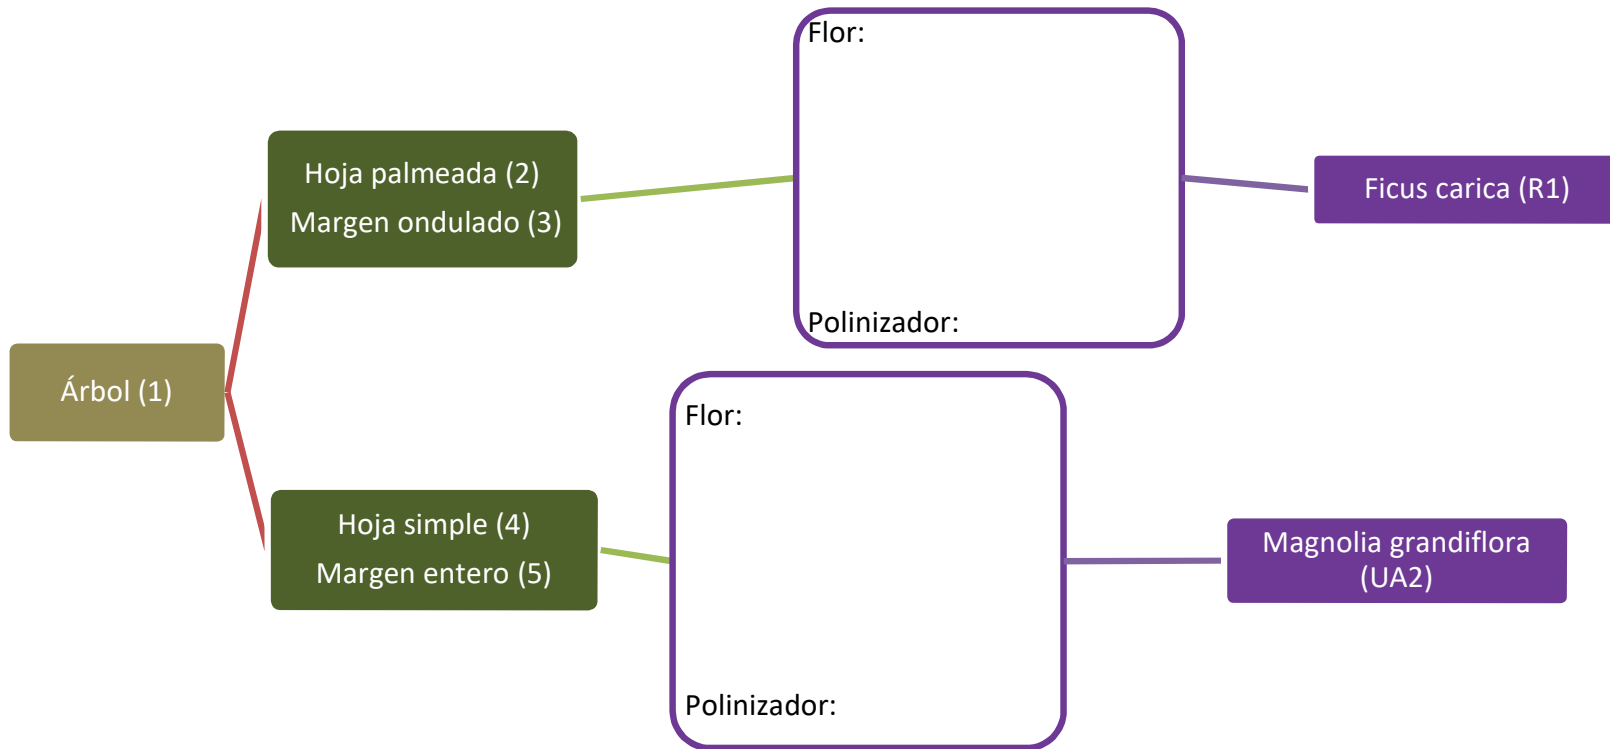 Árbol (1)
Hoja palmeada (2)
Margen ondulado (3)
Flor:
Polinizador:
Ficus carica (R1)
Hoja simple (4)
Margen entero (5)
Flor:
Polinizador:
Magnolia grandiflora
(UA2)